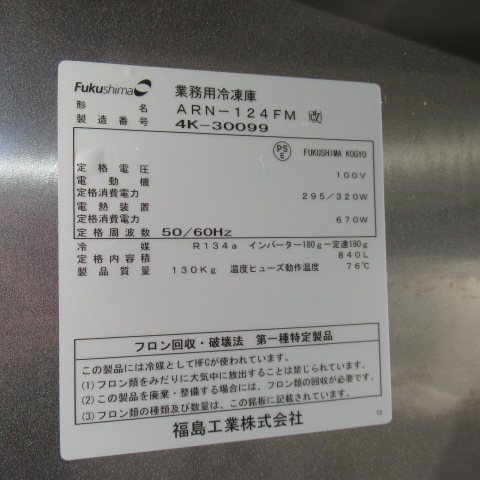 Fukushima 業務用冷凍庫
形名 ARN-124FM 改
製造番号 4K-30099
PS E FUKUSHIMA KOGYO
定格電圧 100V
電動機
定格消費電力 295/320W
電熱装置
定格消費電力 670W
定格周波数 50/60Hz
冷媒 R134a インバーター180g一定速180g
定格内容積 840L
製品質量 130Kg 温度ヒューズ動作温度 76℃
フロン回収・破壊法 第一種特定製品
この製品には冷媒としてHFCが使われています。
(1)フロン類をみだりに大気中に放出することは禁じられています。
(2)この製品を廃棄・整備する場合には、フロン類の回収が必要です。
(3)フロン類の種類及び数量は、この銘板に記載されています。
福島工業株式会社